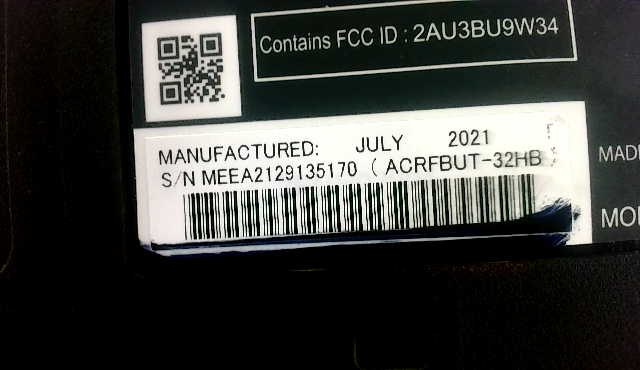 Contains FCC ID : 2AU3BU9W34
MANUFACTURED: JULY 2021
S/N MEEA2129135170 ( ACRFBUT-32HB )